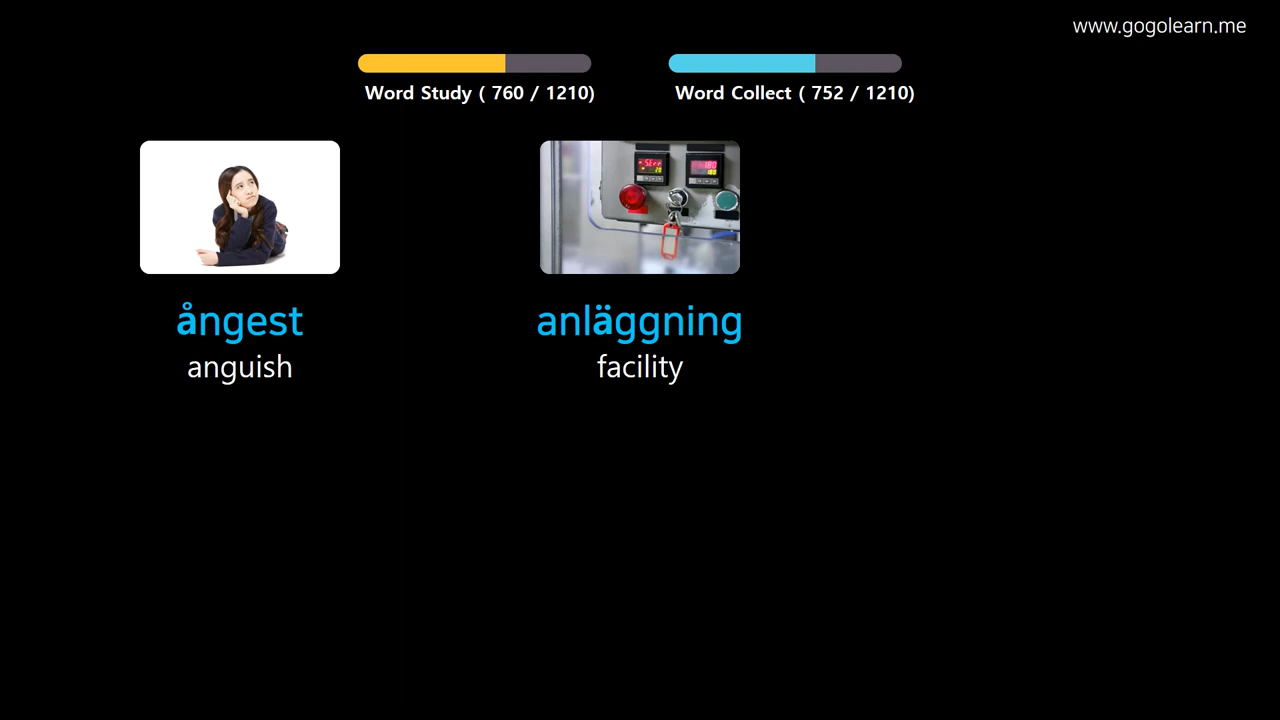 www.gogolearn.me
Word Study ( 760 / 1210)
Word Collect ( 752 / 1210)
ångest
anguish
anläggning
facility